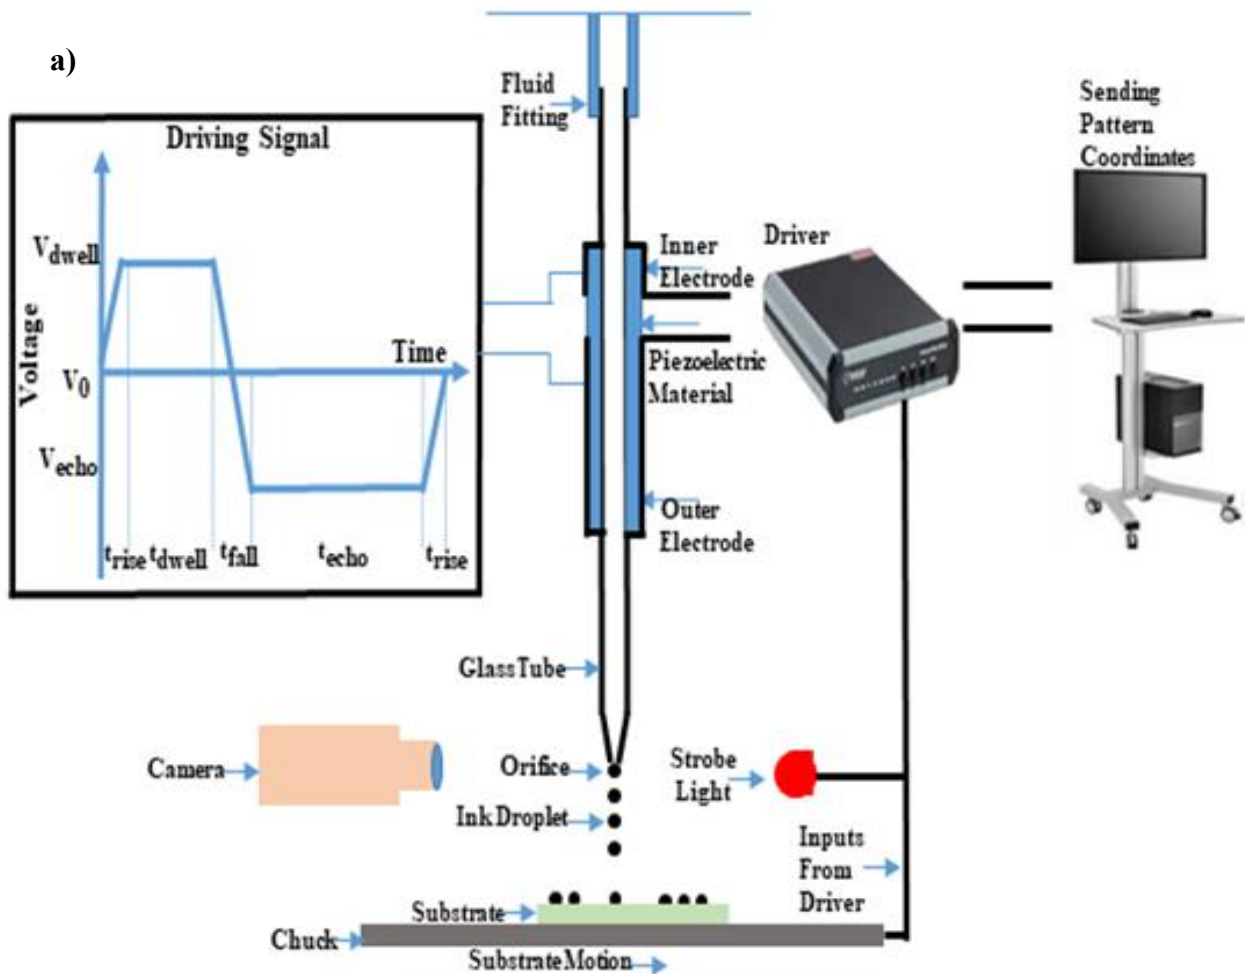 a)
Fluid
Fitting
Sending
Pattern
Coordinates
Driving Signal
Vdwell
Voltage
V0
Time
Vecho
trise
tdwell
tfall
techo
trise
Inner
Electrode
Driver
Piezoelectric
Material
Outer
Electrode
Glass Tube
Camera
Orifice
Strobe
Light
Ink Droplet
Inputs
From
Driver
Substrate
Chuck
Substrate Motion